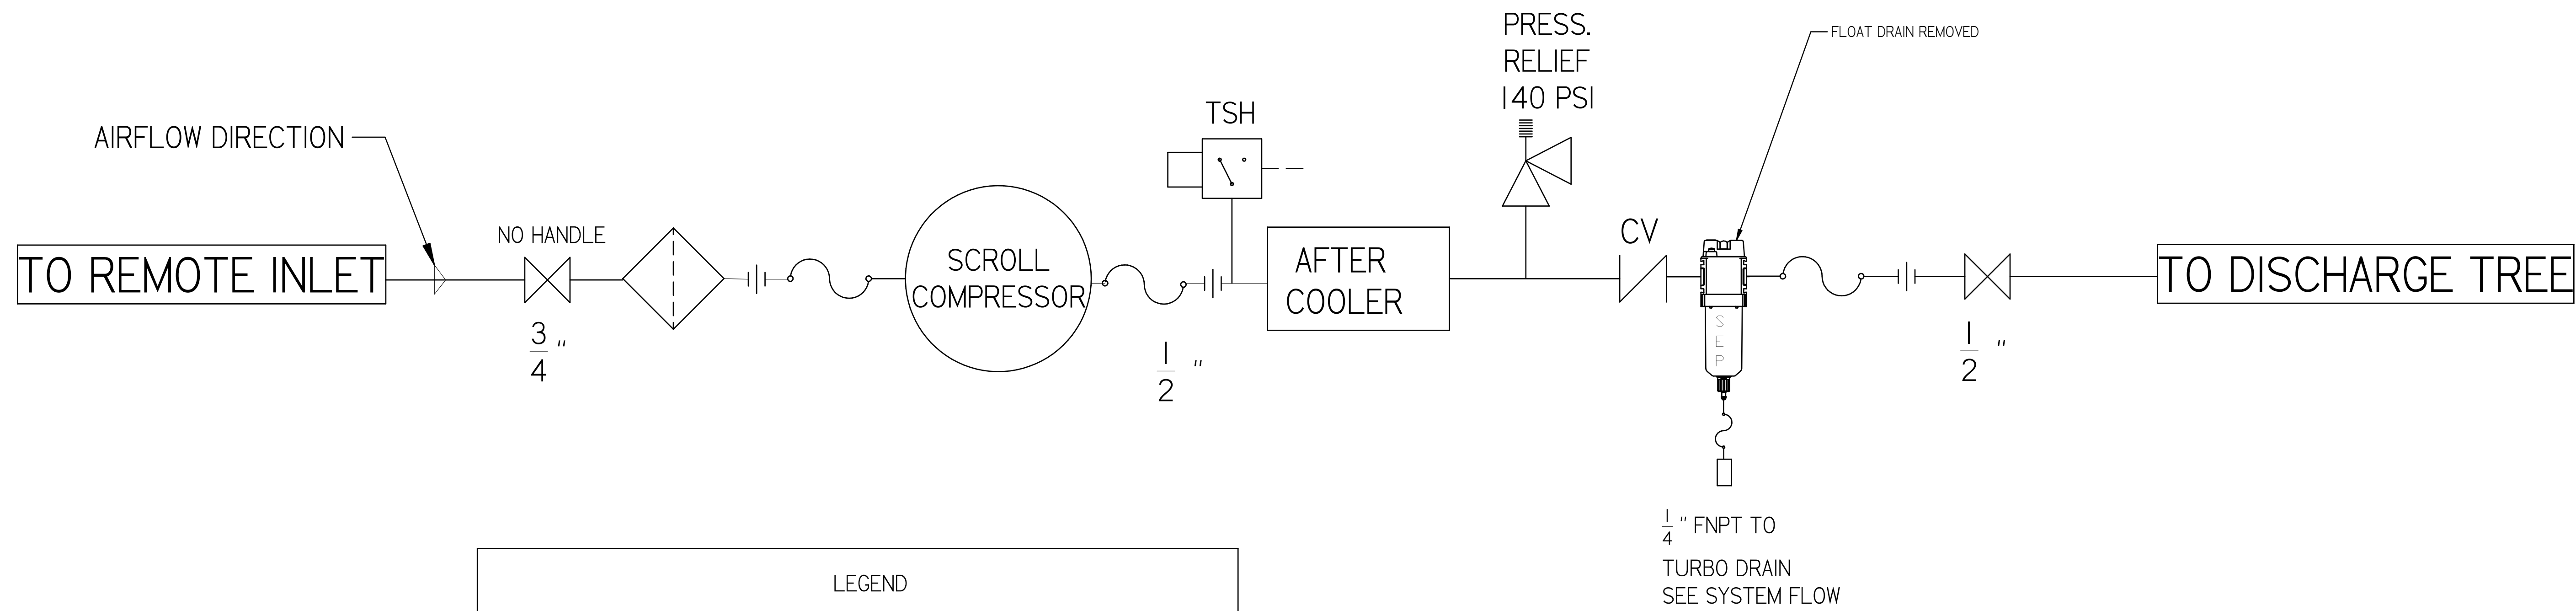 PRESS.
RELIEF
140 PSI
FLOAT DRAIN REMOVED
TSH
AIRFLOW DIRECTION
NO HANDLE
CV
TO REMOTE INLET
SCROLL
COMPRESSOR
AFTER
COOLER
TO DISCHARGE TREE
S
E
P
3/4 "
1/2 "
1/2 "
1/4 " FNPT TO
TURBO DRAIN
SEE SYSTEM FLOW
LEGEND